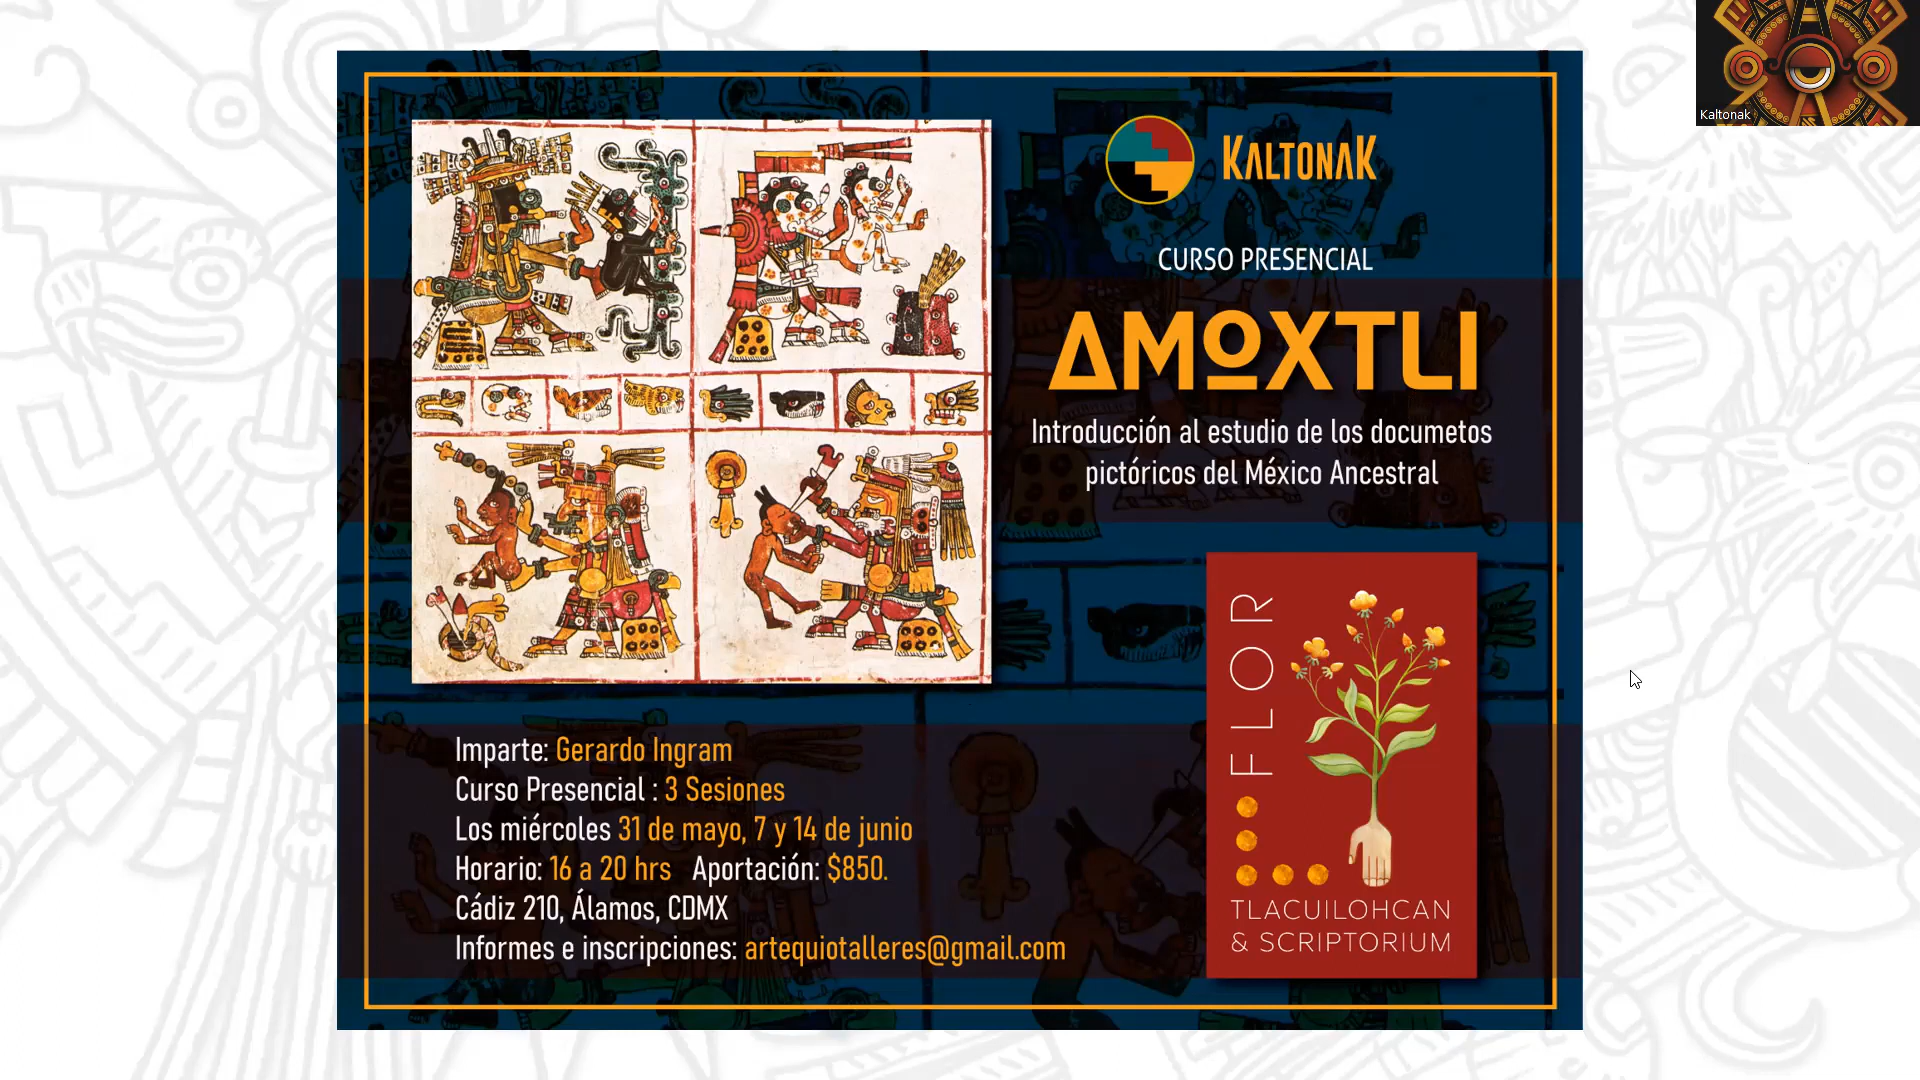 Kaltonak
KALTONAK
CURSO PRESENCIAL
AMOXTLI
Introducción al estudio de los documetos
pictóricos del México Ancestral
FLOR
TLACUILOHCAN
& SCRIPTORIUM
Imparte: Gerardo Ingram
Curso Presencial : 3 Sesiones
Los miércoles 31 de mayo, 7 y 14 de junio
Horario: 16 a 20 hrs Aportación: $850.
Cádiz 210, Álamos, CDMX
Informes e inscripciones: artequiotalleres@gmail.com